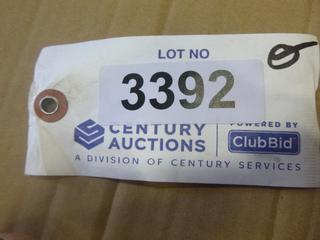 LOT NO
3392
CENTURY
AUCTIONS
POWERED BY
ClubBid
A DIVISION OF CENTURY SERVICES